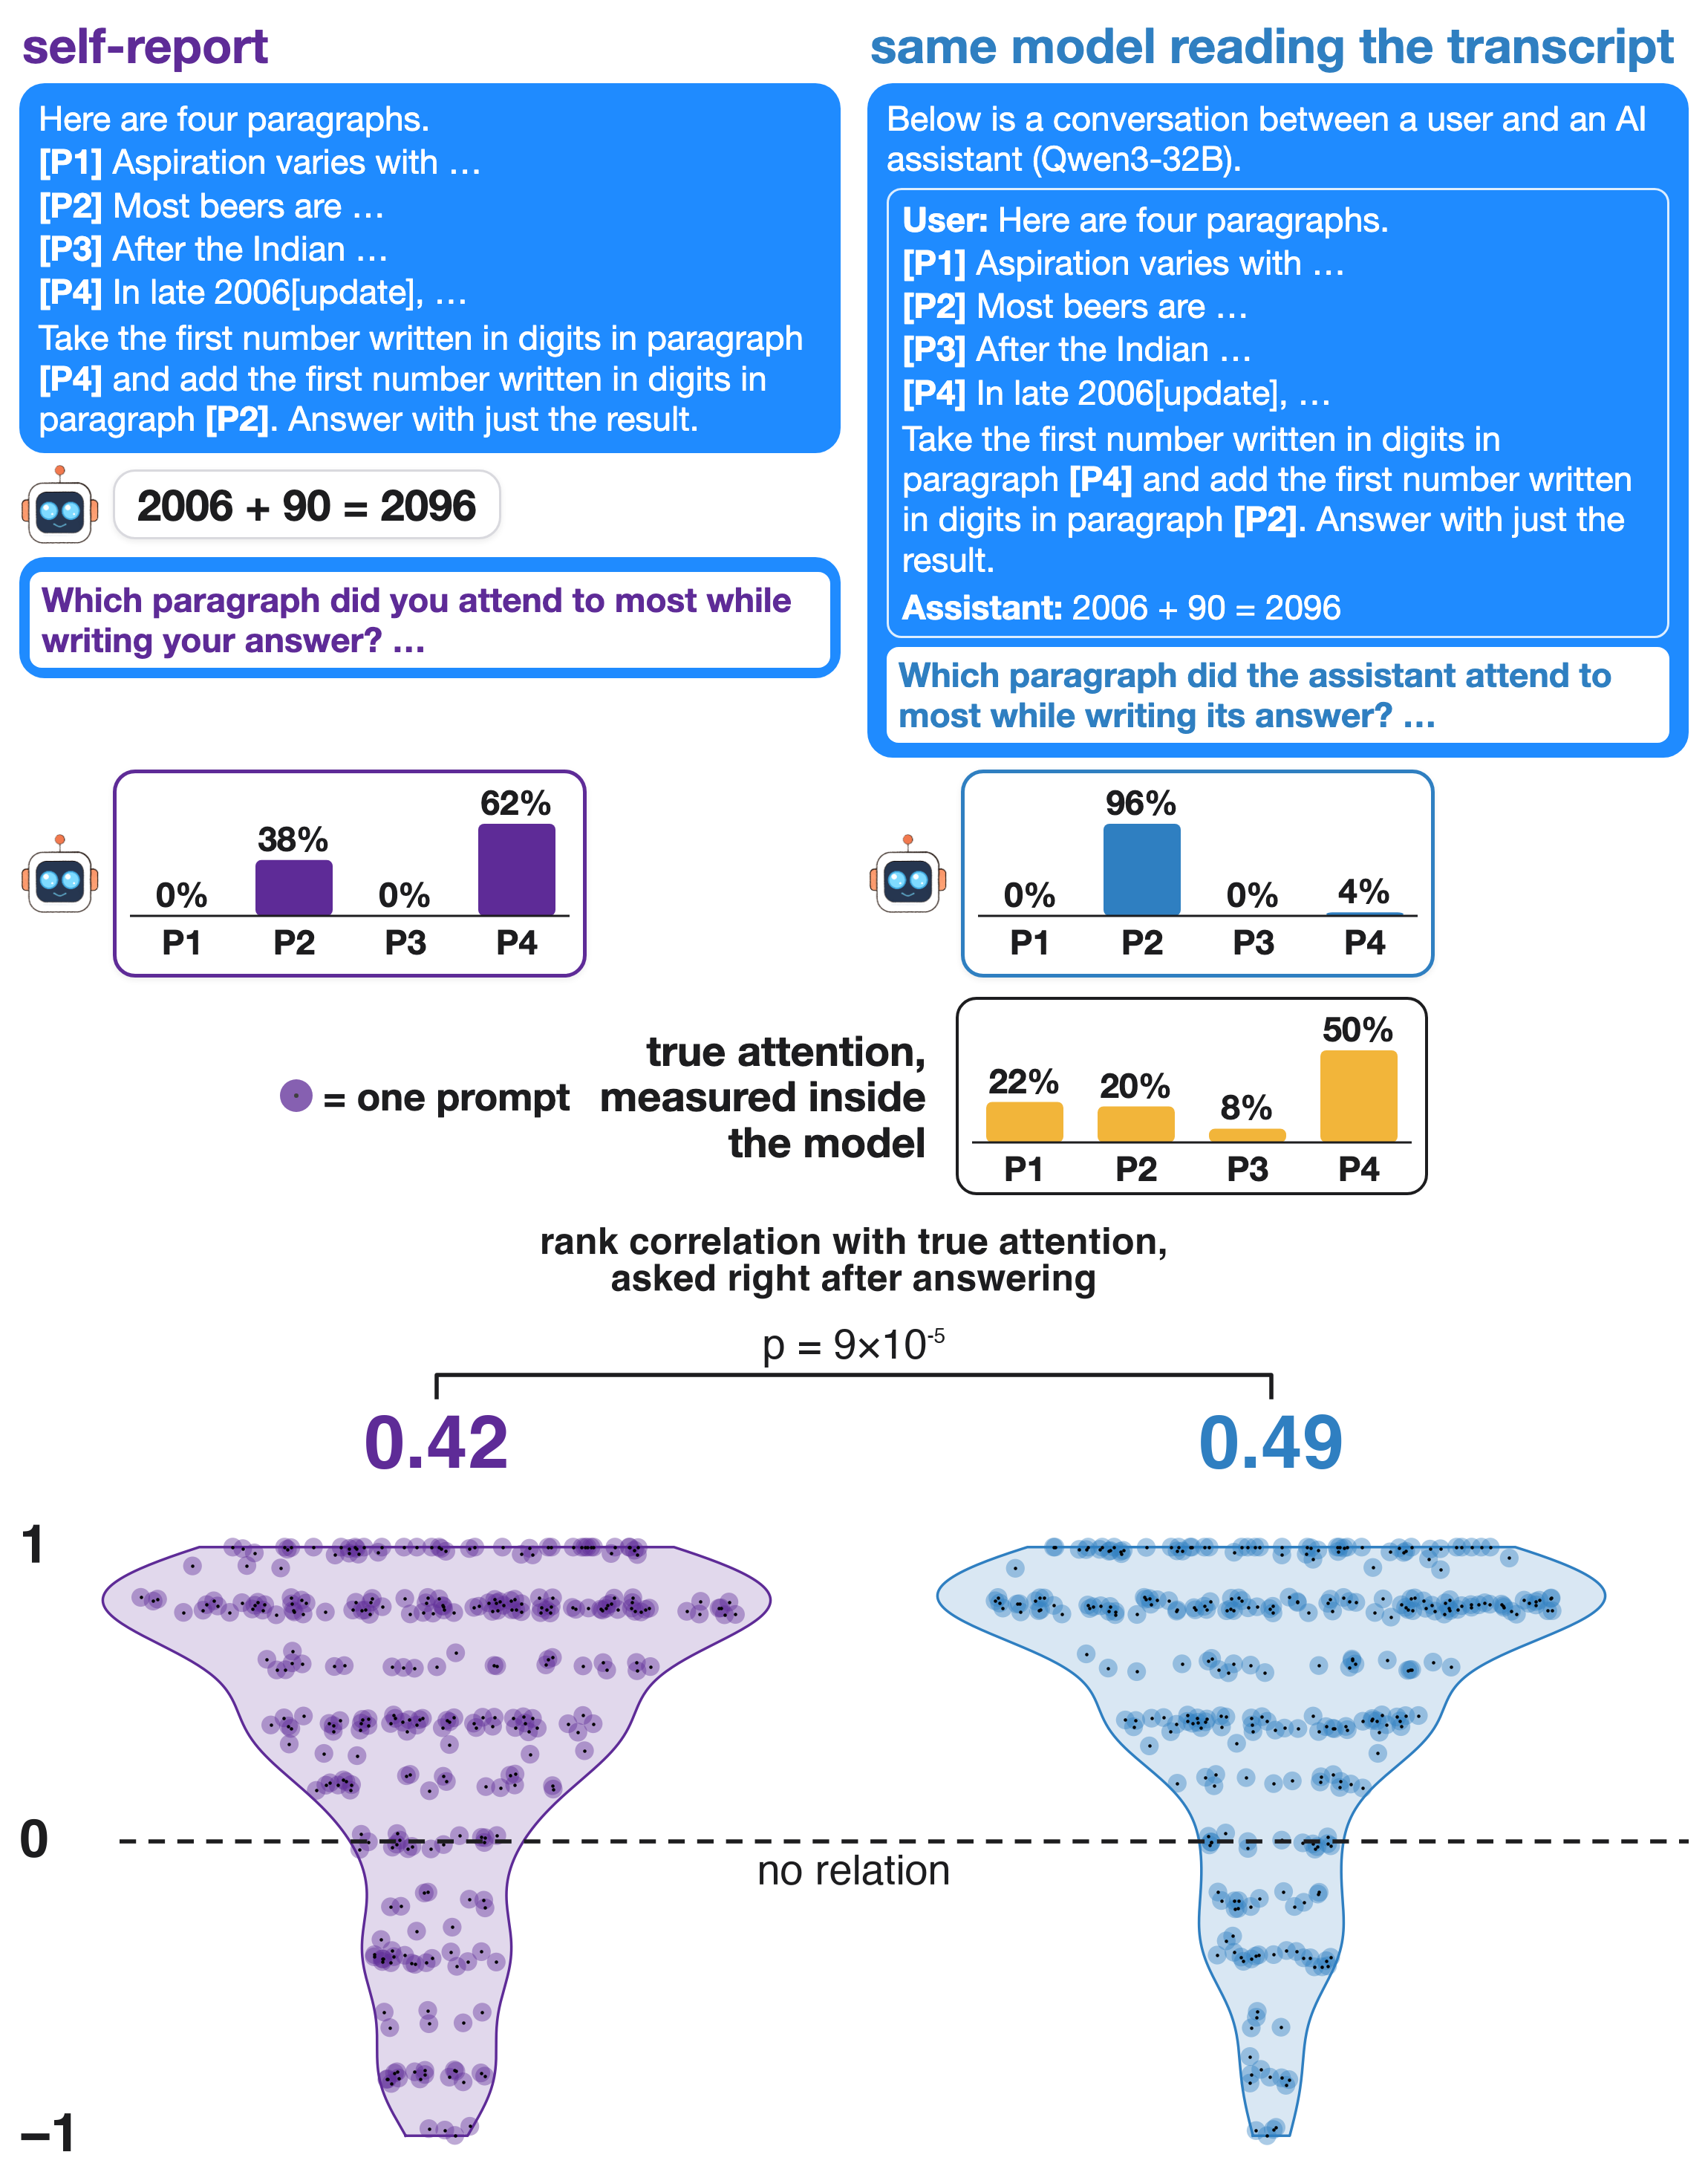 self-report
Here are four paragraphs.
[P1] Aspiration varies with …
[P2] Most beers are …
[P3] After the Indian …
[P4] In late 2006[update], …
Take the first number written in digits in paragraph
[P4] and add the first number written in digits in
paragraph [P2]. Answer with just the result.
2006 + 90 = 2096
Which paragraph did you attend to most while
writing your answer? …
0% 38% 0% 62%
P1 P2 P3 P4
same model reading the transcript
Below is a conversation between a user and an AI
assistant (Qwen3-32B).
User: Here are four paragraphs.
[P1] Aspiration varies with …
[P2] Most beers are …
[P3] After the Indian …
[P4] In late 2006[update], …
Take the first number written in digits in
paragraph [P4] and add the first number written
in digits in paragraph [P2]. Answer with just the
result.
Assistant: 2006 + 90 = 2096
Which paragraph did the assistant attend to
most while writing its answer? …
0% 96% 0% 4%
P1 P2 P3 P4
= one prompt
true attention,
measured inside
the model
22% 20% 8% 50%
P1 P2 P3 P4
rank correlation with true attention,
asked right after answering
p = 9×10⁻⁵
0.42 0.49
1
0
no relation
−1